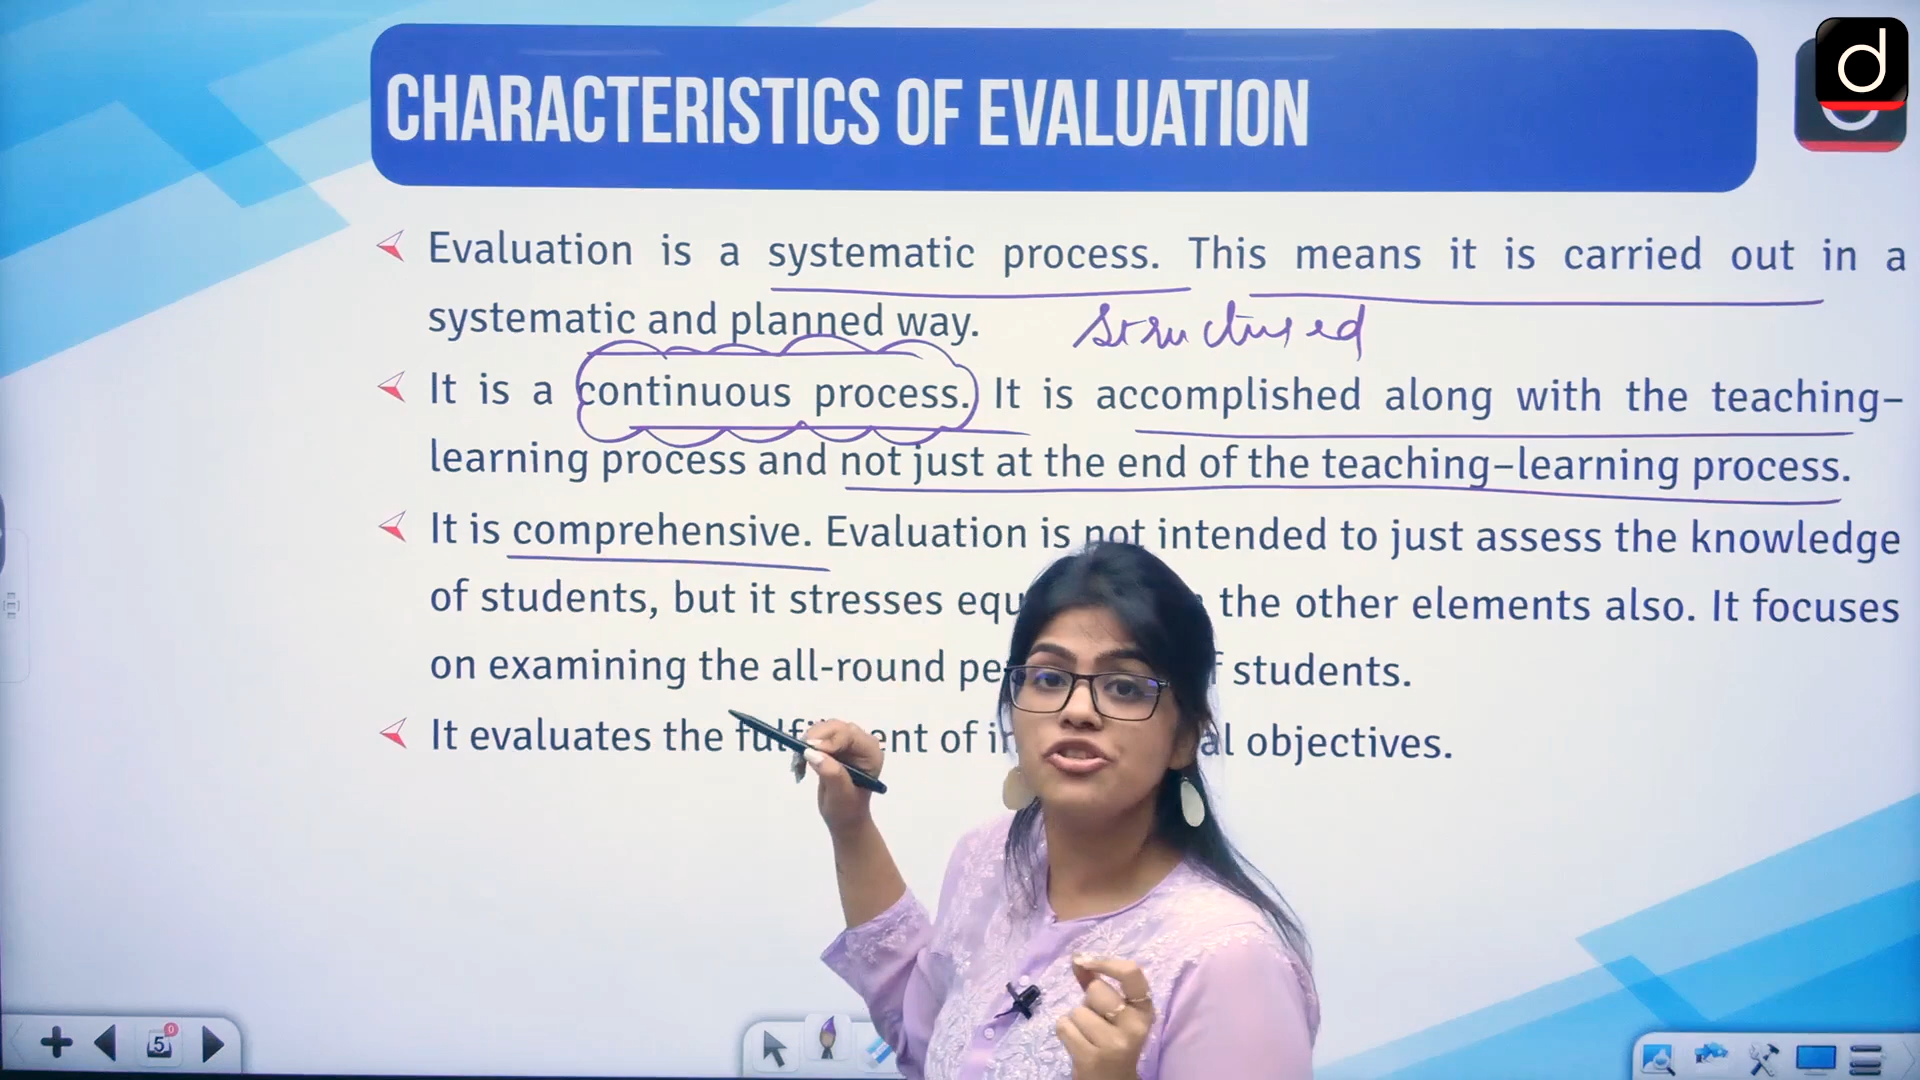 CHARACTERISTICS OF EVALUATION
d
Evaluation is a systematic process. This means it is carried out in a
systematic and planned way.
structured
It is a continuous process. It is accomplished along with the teaching–
learning process and not just at the end of the teaching–learning process.
It is comprehensive. Evaluation is not intended to just assess the knowledge
of students, but it stresses the other elements also. It focuses
on examining the all-round students.
It evaluates the of objectives.
5
0